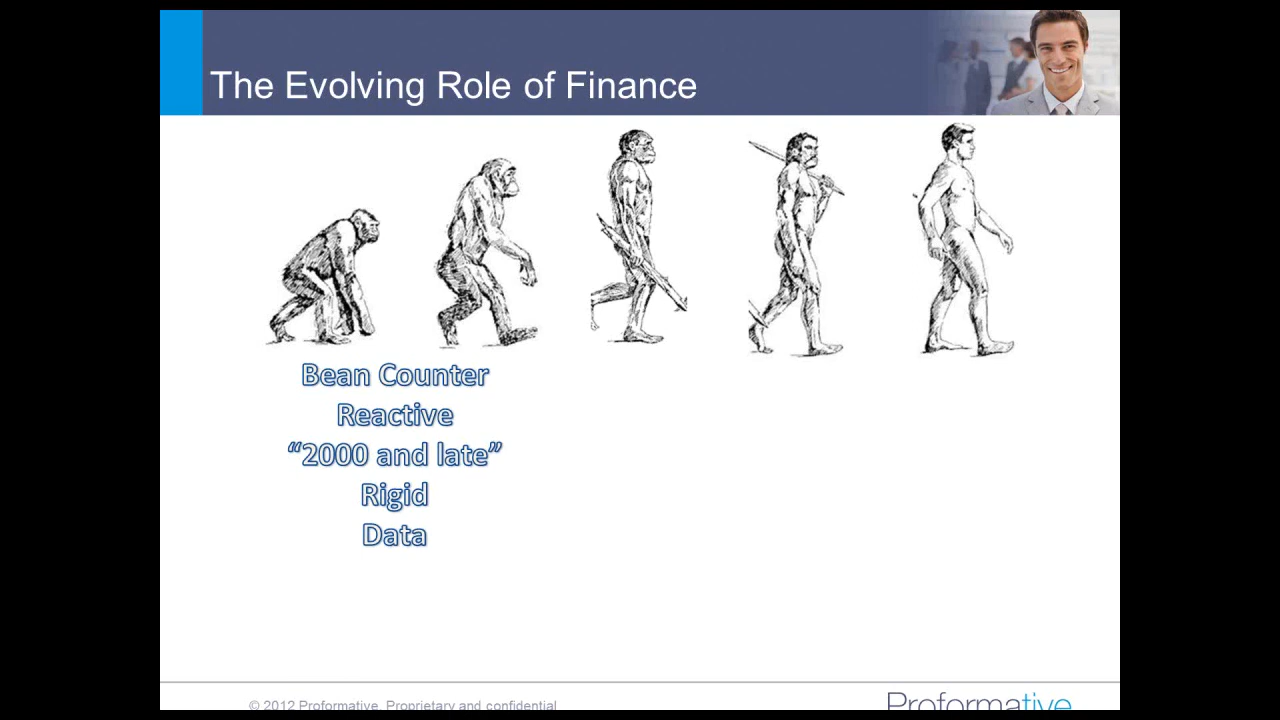 The Evolving Role of Finance
Bean Counter
Reactive
“2000 and late”
Rigid
Data
© 2012 Proformative. Proprietary and confidential
Proformative